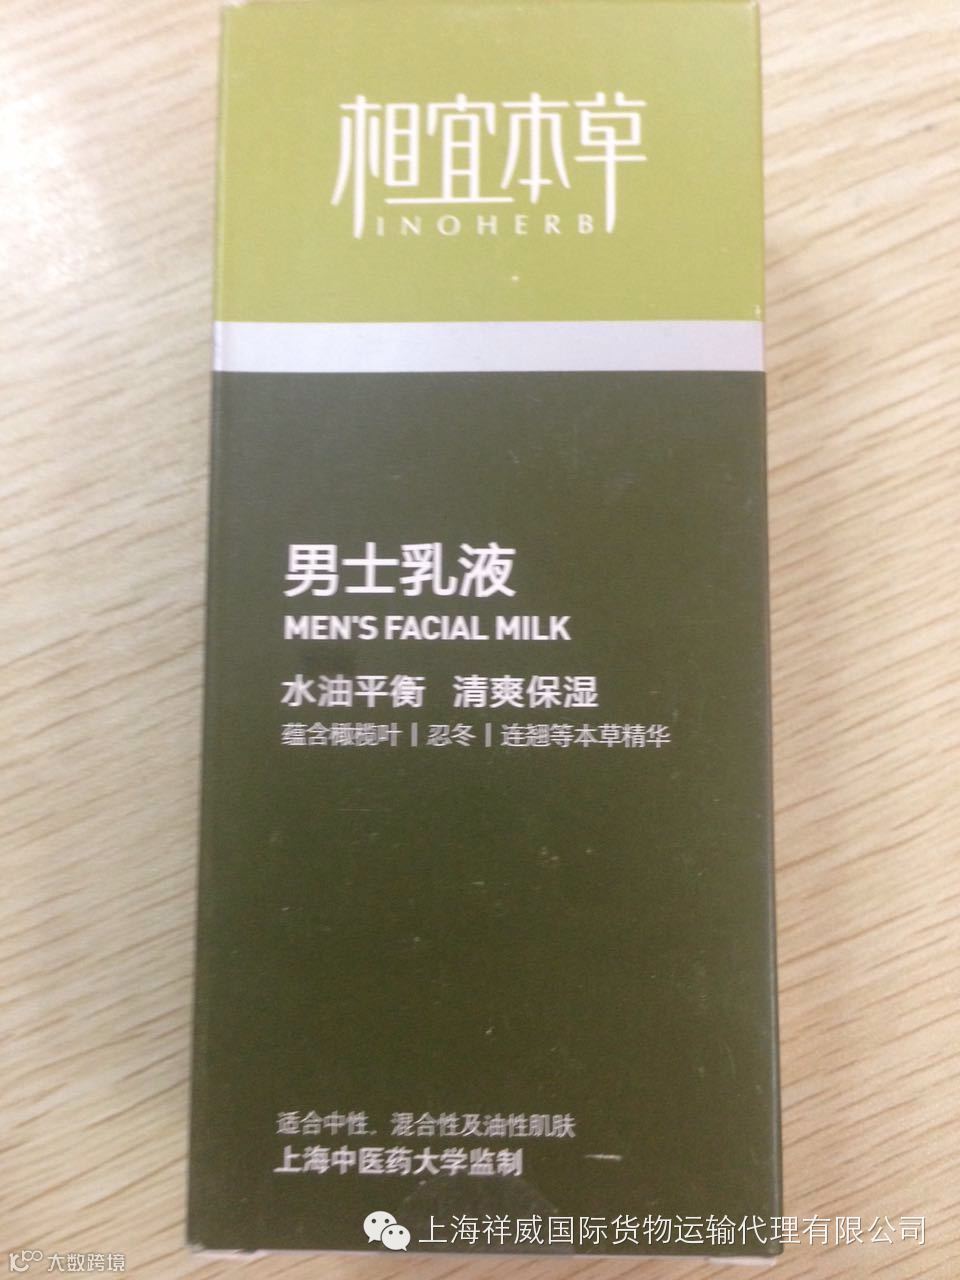 相宜本草
INOHERB
男士乳液
MEN'S FACIAL MILK
水油平衡 清爽保湿
蕴含橄榄叶|忍冬|连翘等本草精华
适合中性、混合性及油性肌肤
上海中医药大学监制
上海祥威国际货物运输代理有限公司
大数跨境